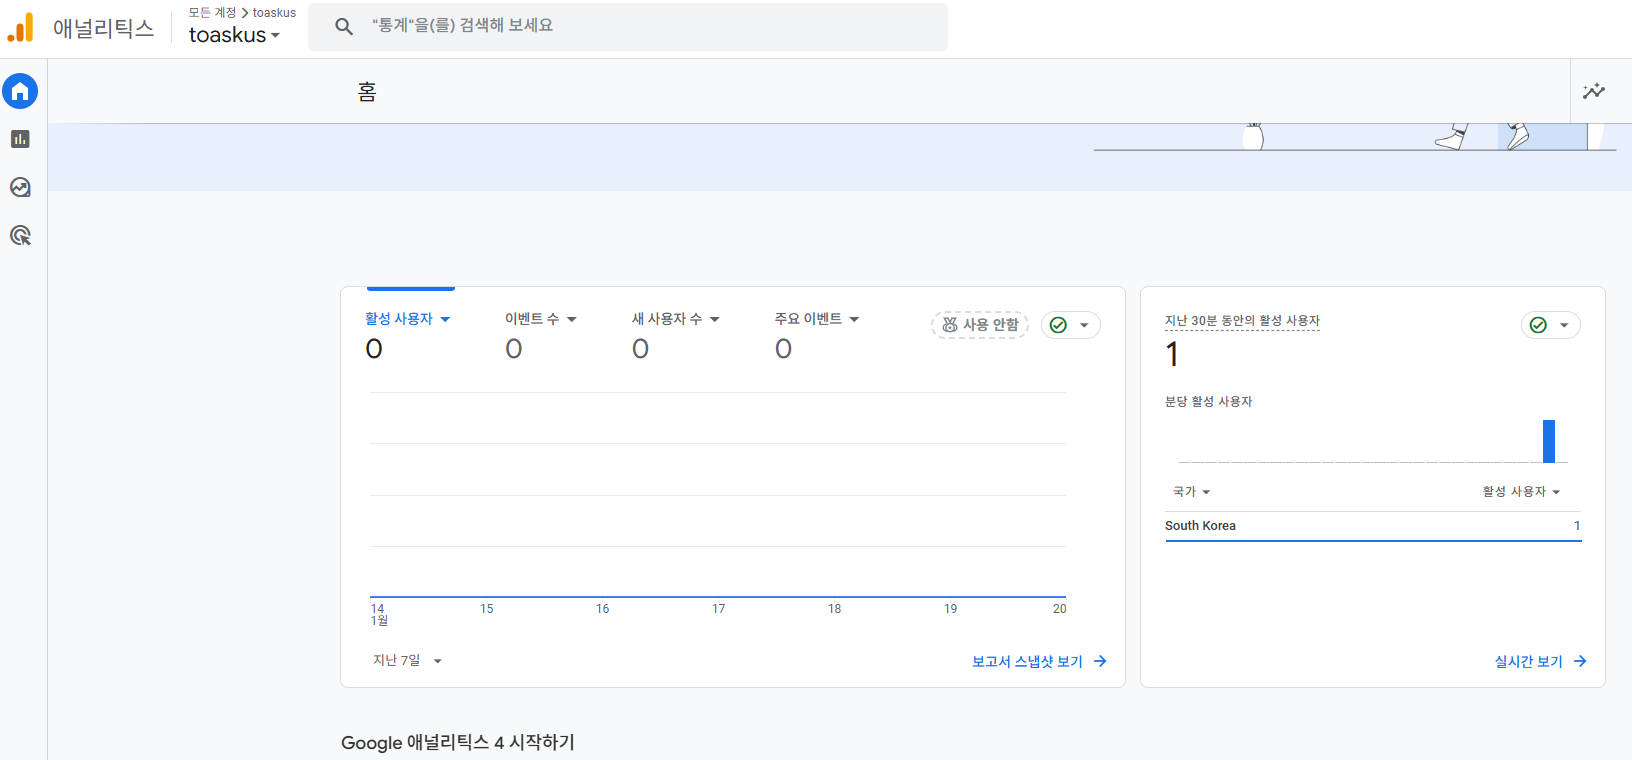 애널리틱스
모든 계정 > toaskus
toaskus
"통계"을(를) 검색해 보세요
홈
활성 사용자 이벤트 수 새 사용자 수 주요 이벤트 사용 안함
0 0 0 0
14 15 16 17 18 19 20
1월
지난 7일 보고서 스냅샷 보기
지난 30분 동안의 활성 사용자
1
분당 활성 사용자
국가 활성 사용자
South Korea 1
실시간 보기
Google 애널리틱스 4 시작하기